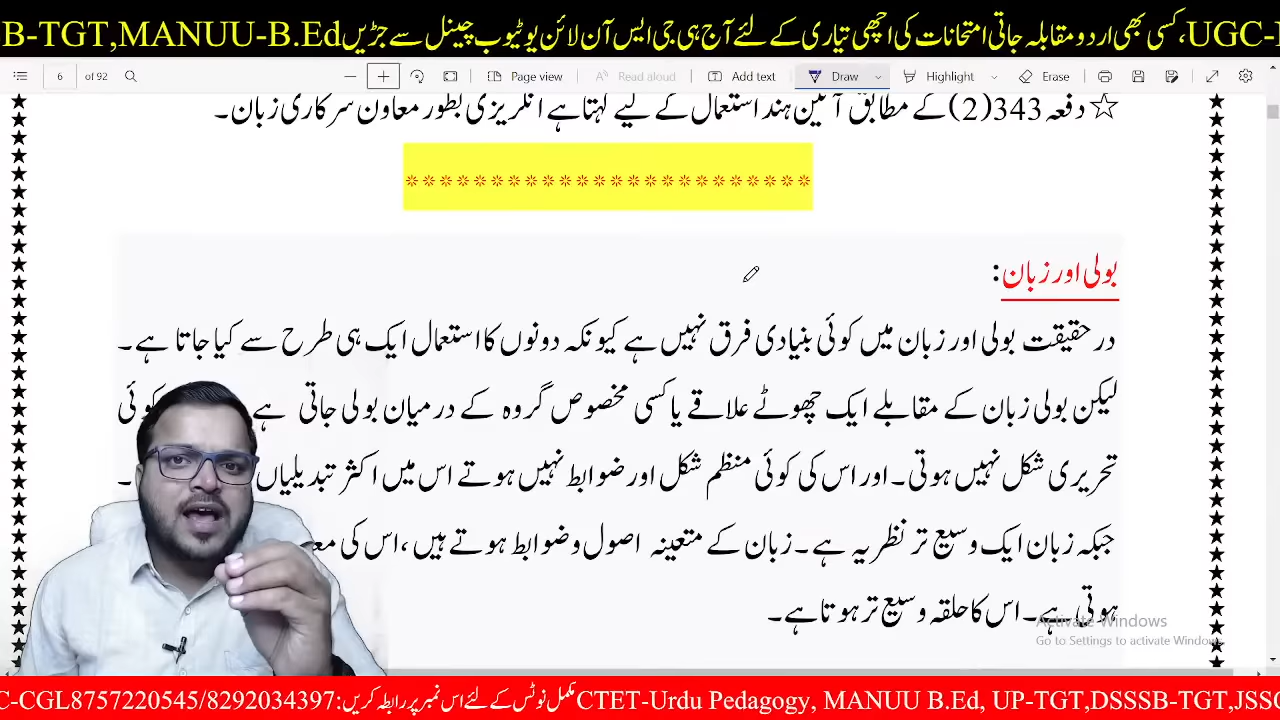 UGC-، کسی بھی اردو مقابلہ جاتی امتحانات کی اچھی تیاری کے لئے آج ہی جی ایس آن لائن یوٹیوب چینل سے جڑیں B-TGT,MANUU-B.Ed
6 of 92 Page view Read aloud Add text Draw Highlight Erase
☆ دفعہ 343(2) کے مطابق آئین ہند استعمال کے لیے کہتا ہے انگریزی بطور معاون سرکاری زبان۔
بولی اور زبان:
در حقیقت بولی اور زبان میں کوئی بنیادی فرق نہیں ہے کیونکہ دونوں کا استعمال ایک ہی طرح سے کیا جاتا ہے۔
لیکن بولی زبان کے مقابلے ایک چھوٹے علاقے یا کسی مخصوص گروہ کے درمیان بولی جاتی ہے کوئی
تحریری شکل نہیں ہوتی۔ اور اس کی کوئی منظم شکل اور ضوابط نہیں ہوتے اس میں اکثر تبدیلیاں ۔
جبکہ زبان ایک وسیع تر نظریہ ہے۔ زبان کے متعینہ اصول و ضوابط ہوتے ہیں، اس کی
ہوتی ہے۔ اس کا حلقہ وسیع تر ہوتا ہے۔
Activate Windows
Go to Settings to activate Windows.
C-CGL8757220545/8292034397:مکمل نوٹس کے لئے اس نمبر پر رابطہ کریں CTET-Urdu Pedagogy, MANUU B.Ed, UP-TGT,DSSSB-TGT,JSSC